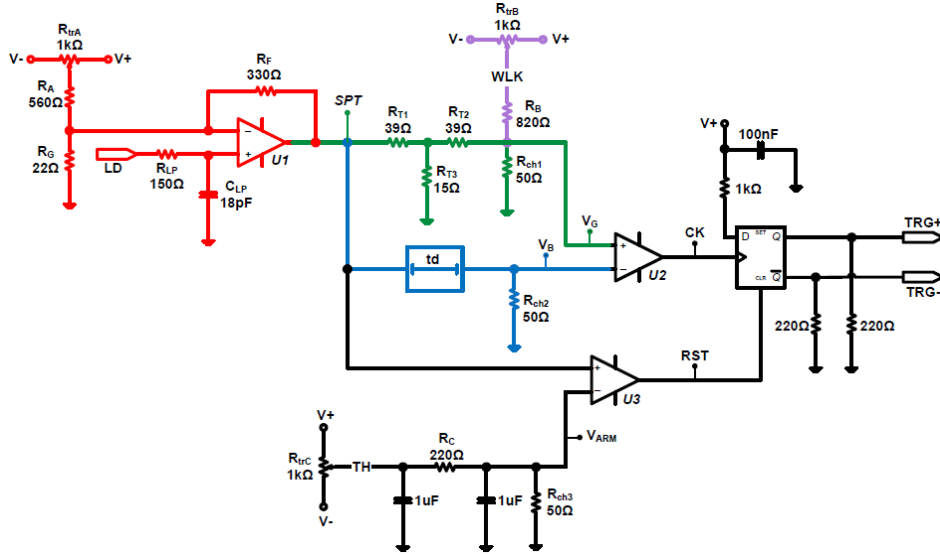 RtrB
1kΩ
V-
V+
RtrA
1kΩ
V-
V+
RF
330Ω
WLK
SPT
RA
560Ω
RT1
39Ω
RT2
39Ω
RB
820Ω
V+
100nF
−
+
U1
RG
22Ω
LD
RLP
150Ω
CLP
18pF
RT3
15Ω
Rch1
50Ω
1kΩ
VG
CK
D
SET
Q
CLR
Q
TRG+
TRG-
VB
+
−
U2
td
Rch2
50Ω
220Ω
220Ω
+
−
U3
RST
VARM
V+
RtrC
1kΩ
TH
RC
220Ω
V-
1uF
1uF
Rch3
50Ω